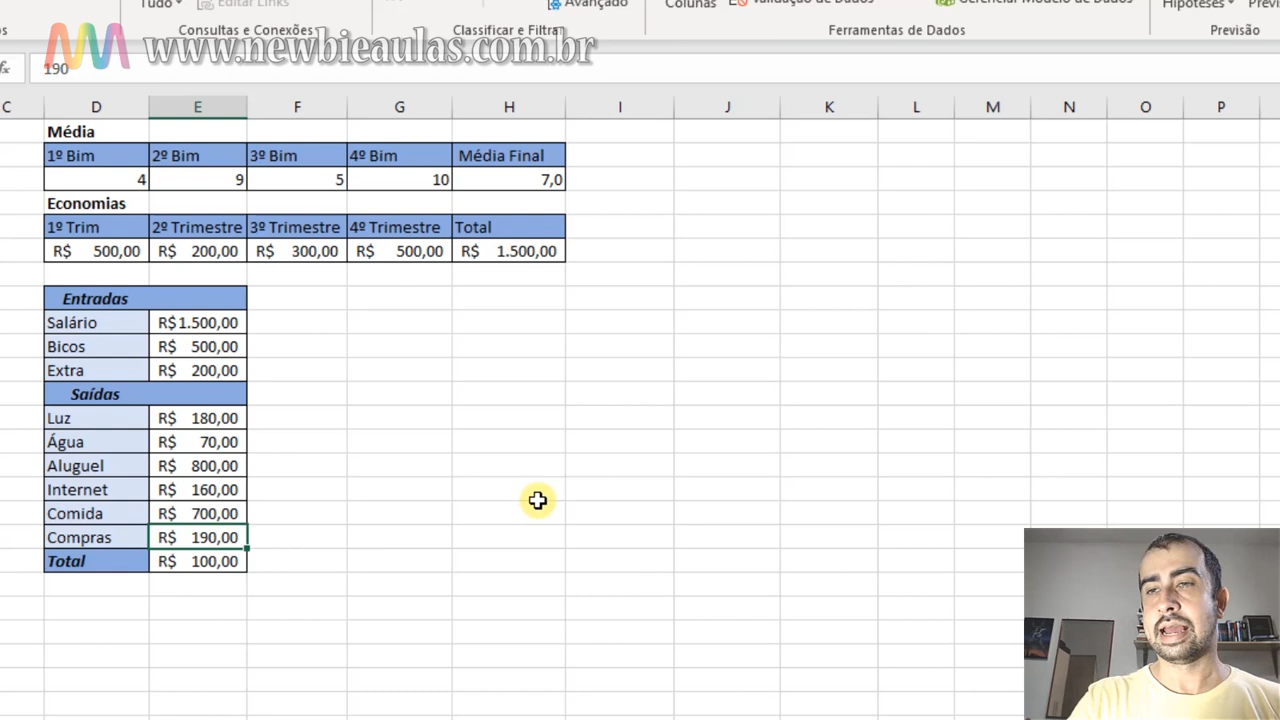 Tudo Editar Links Avançado Colunas Validação de Dados Gerenciar Modelo de Dados Hipóteses
Consultas e Conexões Classificar e Filtrar Ferramentas de Dados Previsão
www.newbieaulas.com.br
fx 190
C D E F G H I J K L M N O P
Média
1º Bim 2º Bim 3º Bim 4º Bim Média Final
4 9 5 10 7,0
Economias
1º Trim 2º Trimestre 3º Trimestre 4º Trimestre Total
R$ 500,00 R$ 200,00 R$ 300,00 R$ 500,00 R$ 1.500,00
Entradas
Salário R$1.500,00
Bicos R$ 500,00
Extra R$ 200,00
Saídas
Luz R$ 180,00
Água R$ 70,00
Aluguel R$ 800,00
Internet R$ 160,00
Comida R$ 700,00
Compras R$ 190,00
Total R$ 100,00